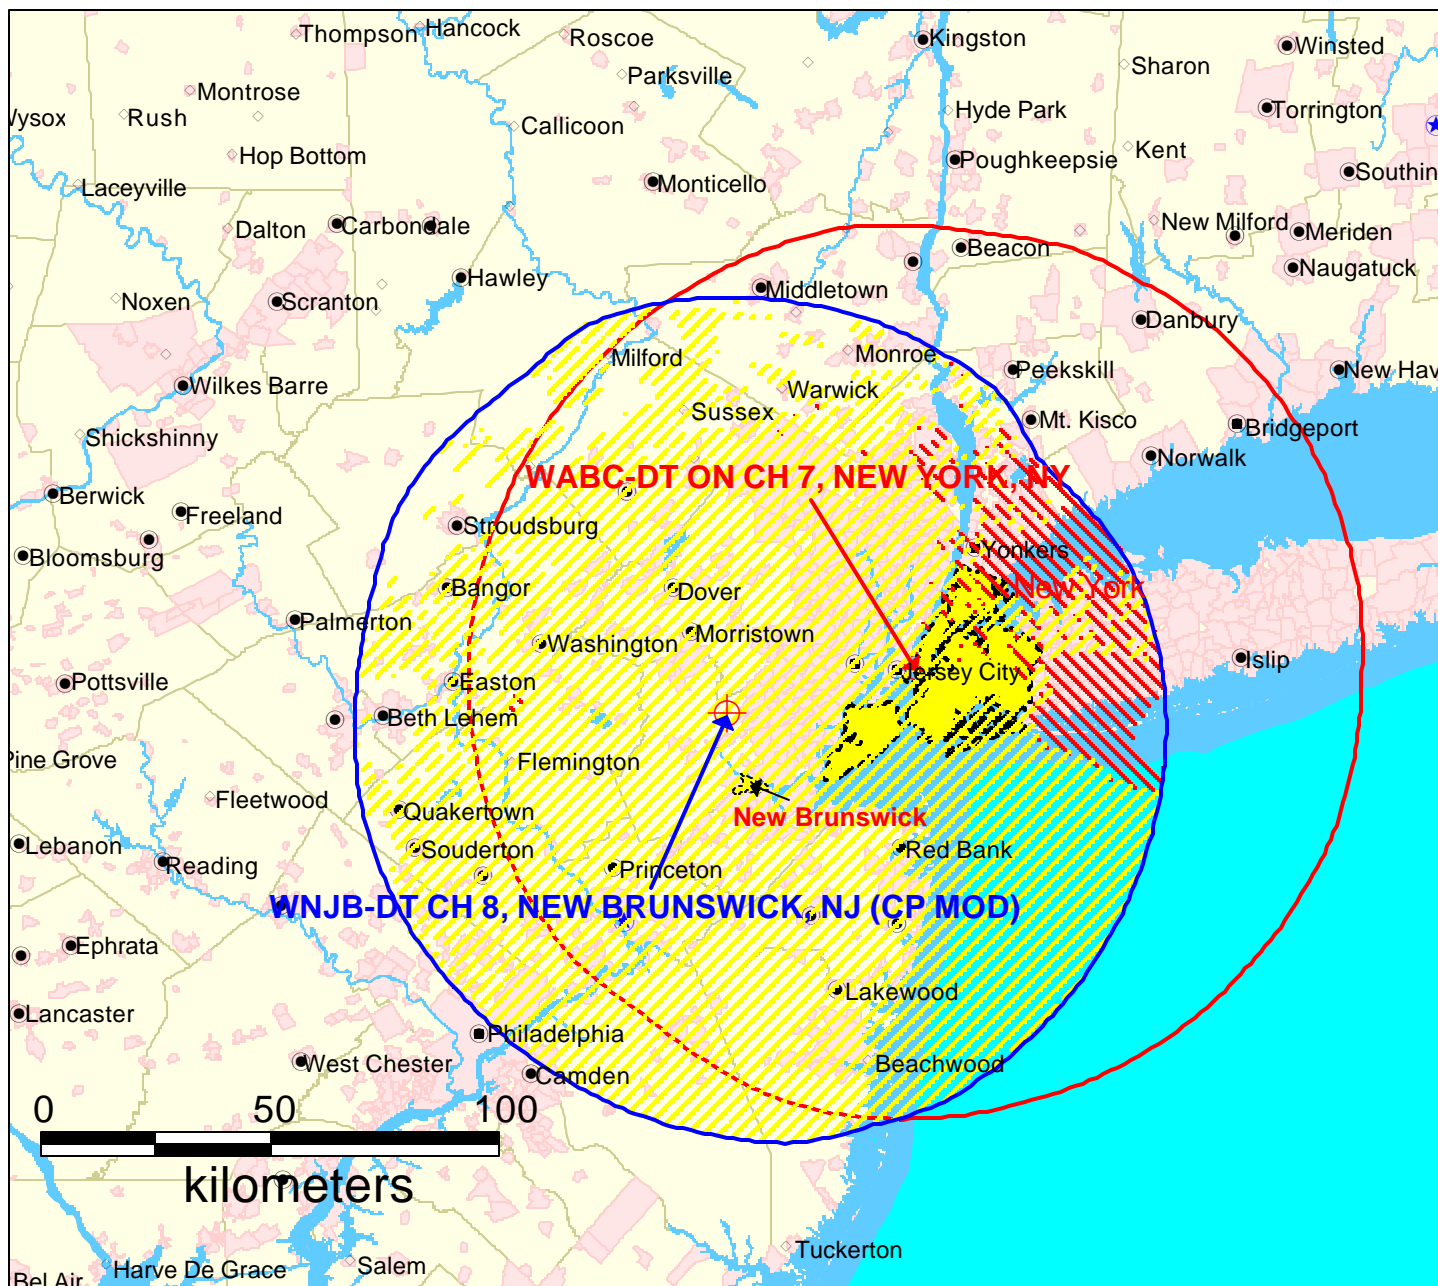 Thompson
Hancock
Roscoe
Kingston
Winsted
Parksville
Sharon
Montrose
Wysox
Rush
Callicoon
Hyde Park
Torrington
Hop Bottom
Poughkeepsie
Kent
Laceyville
Monticello
Southin
Dalton
Carbondale
New Milford
Meriden
Beacon
Hawley
Naugatuck
Noxen
Scranton
Middletown
Danbury
Milford
Monroe
Peekskill
New Hav
Wilkes Barre
Warwick
Sussex
Mt. Kisco
Bridgeport
Shickshinny
Norwalk
WABC-DT ON CH 7, NEW YORK, NY
Berwick
Freeland
Stroudsburg
Bloomsburg
Yonkers
Bangor
Dover
New York
Palmerton
Washington
Morristown
Islip
Jersey City
Pottsville
Easton
Beth Lehem
Pine Grove
Flemington
Fleetwood
Quakertown
New Brunswick
Lebanon
Souderton
Red Bank
Reading
Princeton
WNJB-DT CH 8, NEW BRUNSWICK, NJ (CP MOD)
Ephrata
Lakewood
Lancaster
Philadelphia
West Chester
Camden
Beachwood
0 50 100
kilometers
Tuckerton
Harve De Grace
Salem
Bel Air